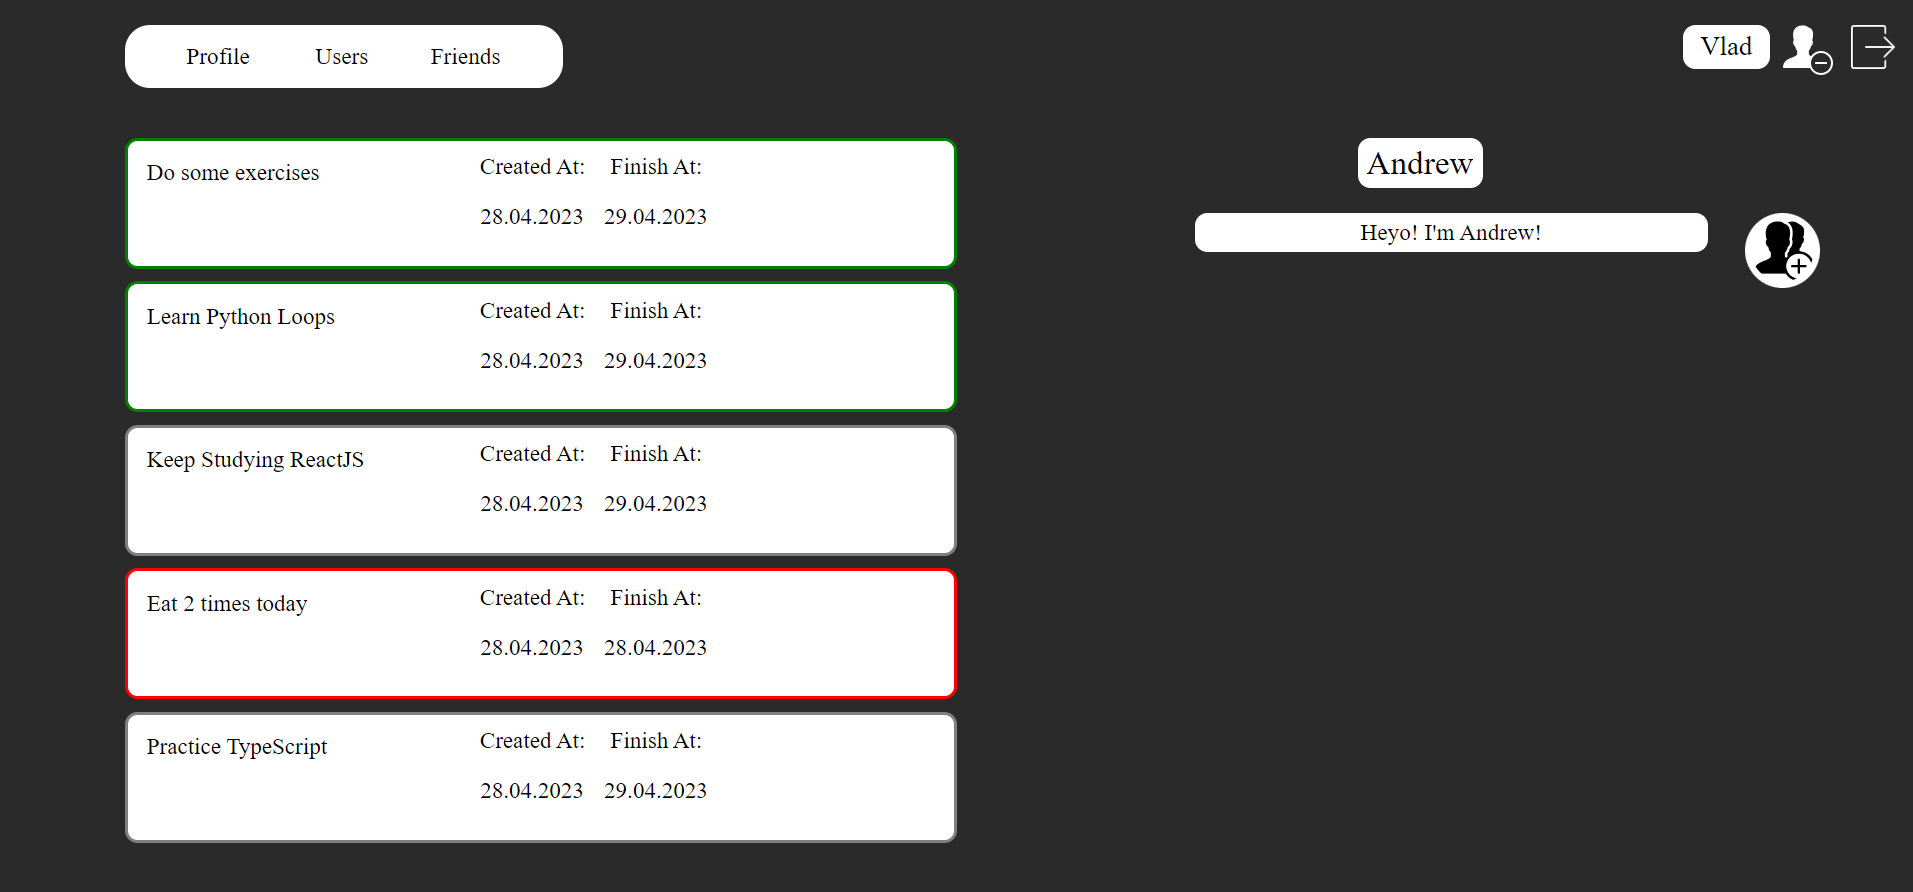 Profile Users Friends
Vlad
Do some exercises
Created At: Finish At:
28.04.2023 29.04.2023
Learn Python Loops
Created At: Finish At:
28.04.2023 29.04.2023
Keep Studying ReactJS
Created At: Finish At:
28.04.2023 29.04.2023
Eat 2 times today
Created At: Finish At:
28.04.2023 28.04.2023
Practice TypeScript
Created At: Finish At:
28.04.2023 29.04.2023
Andrew
Heyo! I'm Andrew!